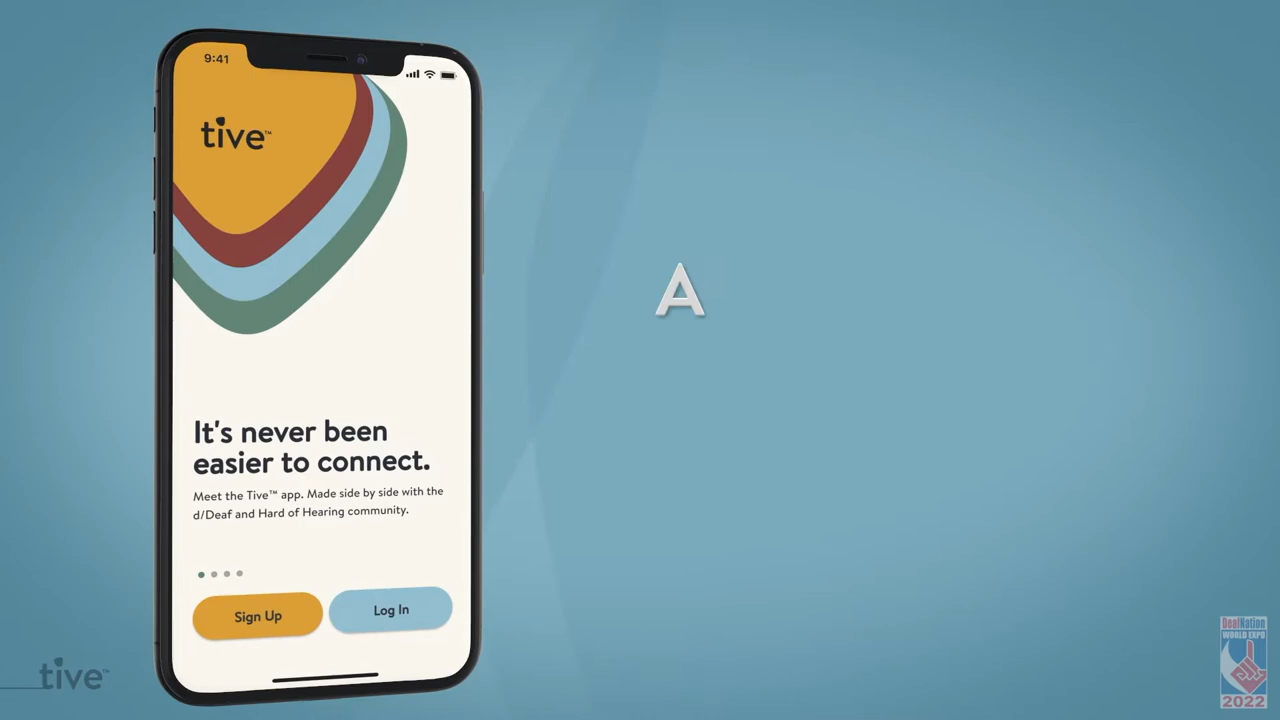 9:41
tive™
A
It's never been
easier to connect.
Meet the Tive™ app. Made side by side with the
d/Deaf and Hard of Hearing community.
Sign Up
Log In
tive™
DeafNation
WORLD EXPO
2022